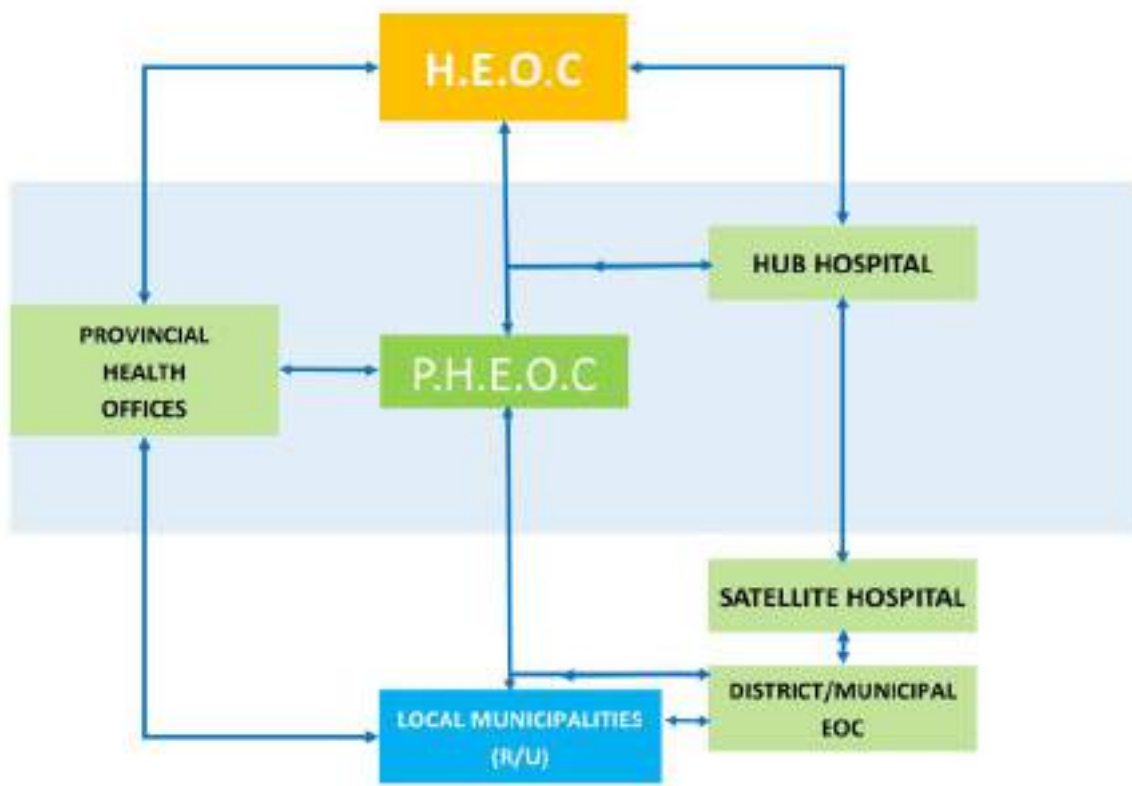 H.E.O.C
HUB HOSPITAL
PROVINCIAL
HEALTH
OFFICES
P.H.E.O.C
SATELLITE HOSPITAL
DISTRICT/MUNICIPAL
EOC
LOCAL MUNICIPALITIES
(R/U)